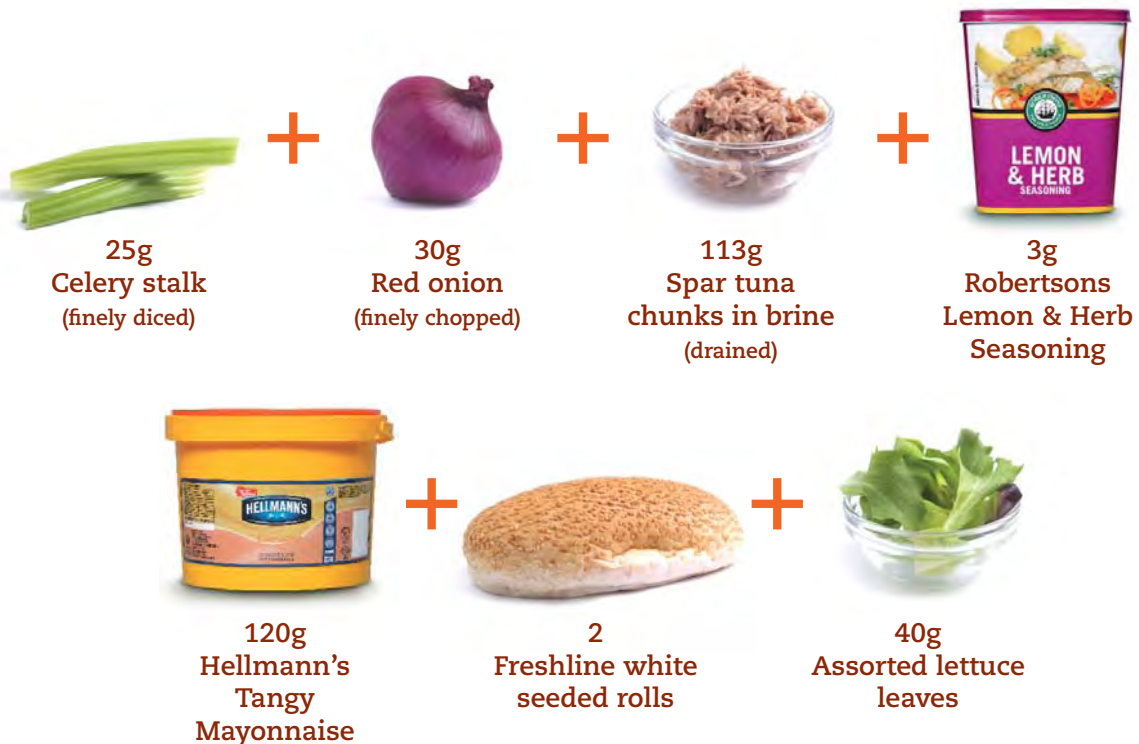 LEMON
& HERB
SEASONING
25g
Celery stalk
(finely diced)
30g
Red onion
(finely chopped)
113g
Spar tuna
chunks in brine
(drained)
3g
Robertsons
Lemon & Herb
Seasoning
HELLMANN'S
120g
Hellmann's
Tangy
Mayonnaise
2
Freshline white
seeded rolls
40g
Assorted lettuce
leaves